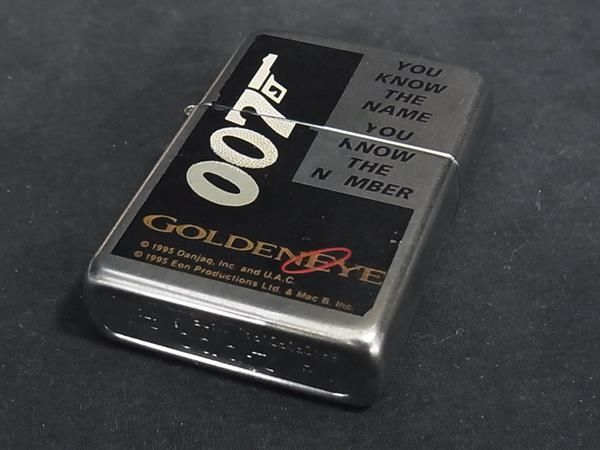 007
YOU
KNOW
THE
NAME
YOU
KNOW
THE
N MBER
GOLDENEYE
© 1995 Danjaq, Inc. and U.A.C.
© 1995 Eon Productions Ltd. & Mac B. Inc.